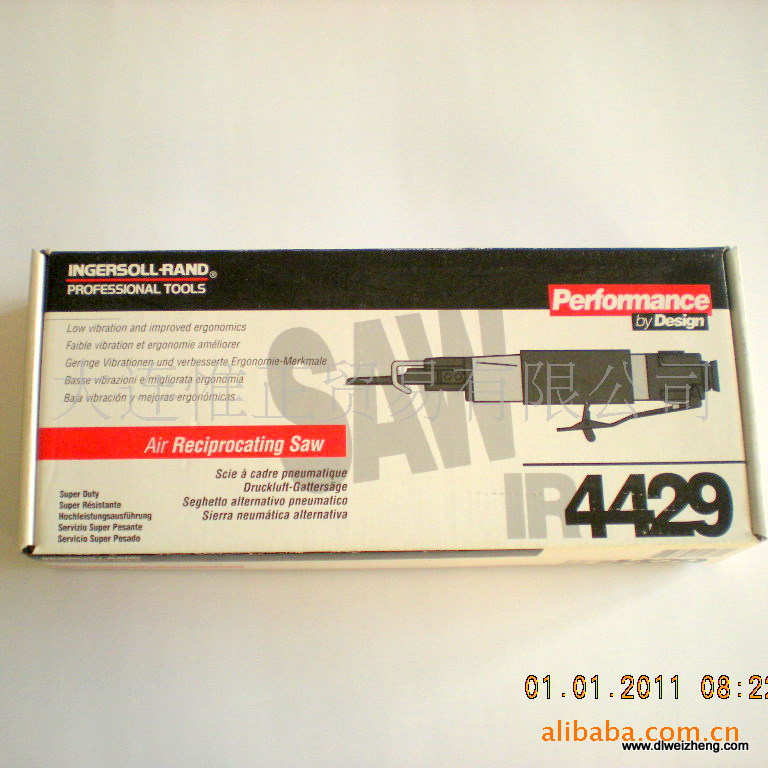 INGERSOLL-RAND®
PROFESSIONAL TOOLS
Performance
by Design
Low vibration and improved ergonomics
Faible vibration et ergonomie améliorer
Geringe Vibrationen und verbesserte Ergonomie-Merkmale
Basse vibrazioni e migliorata ergonomia
Baja vibración y mejoras ergonómicas.
SAW
大连惟正贸易有限公司
Air Reciprocating Saw
Scie à cadre pneumatique
Druckluft-Gattersäge
Seghetto alternativo pneumatico
Sierra neumática alternativa
Super Duty
Super Résistante
Hochleistungsausführung
Servizio Super Pesante
Servicio Super Pesado
IR4429
01.01.2011 08:22
alibaba.com.cn
www.dlweizheng.com